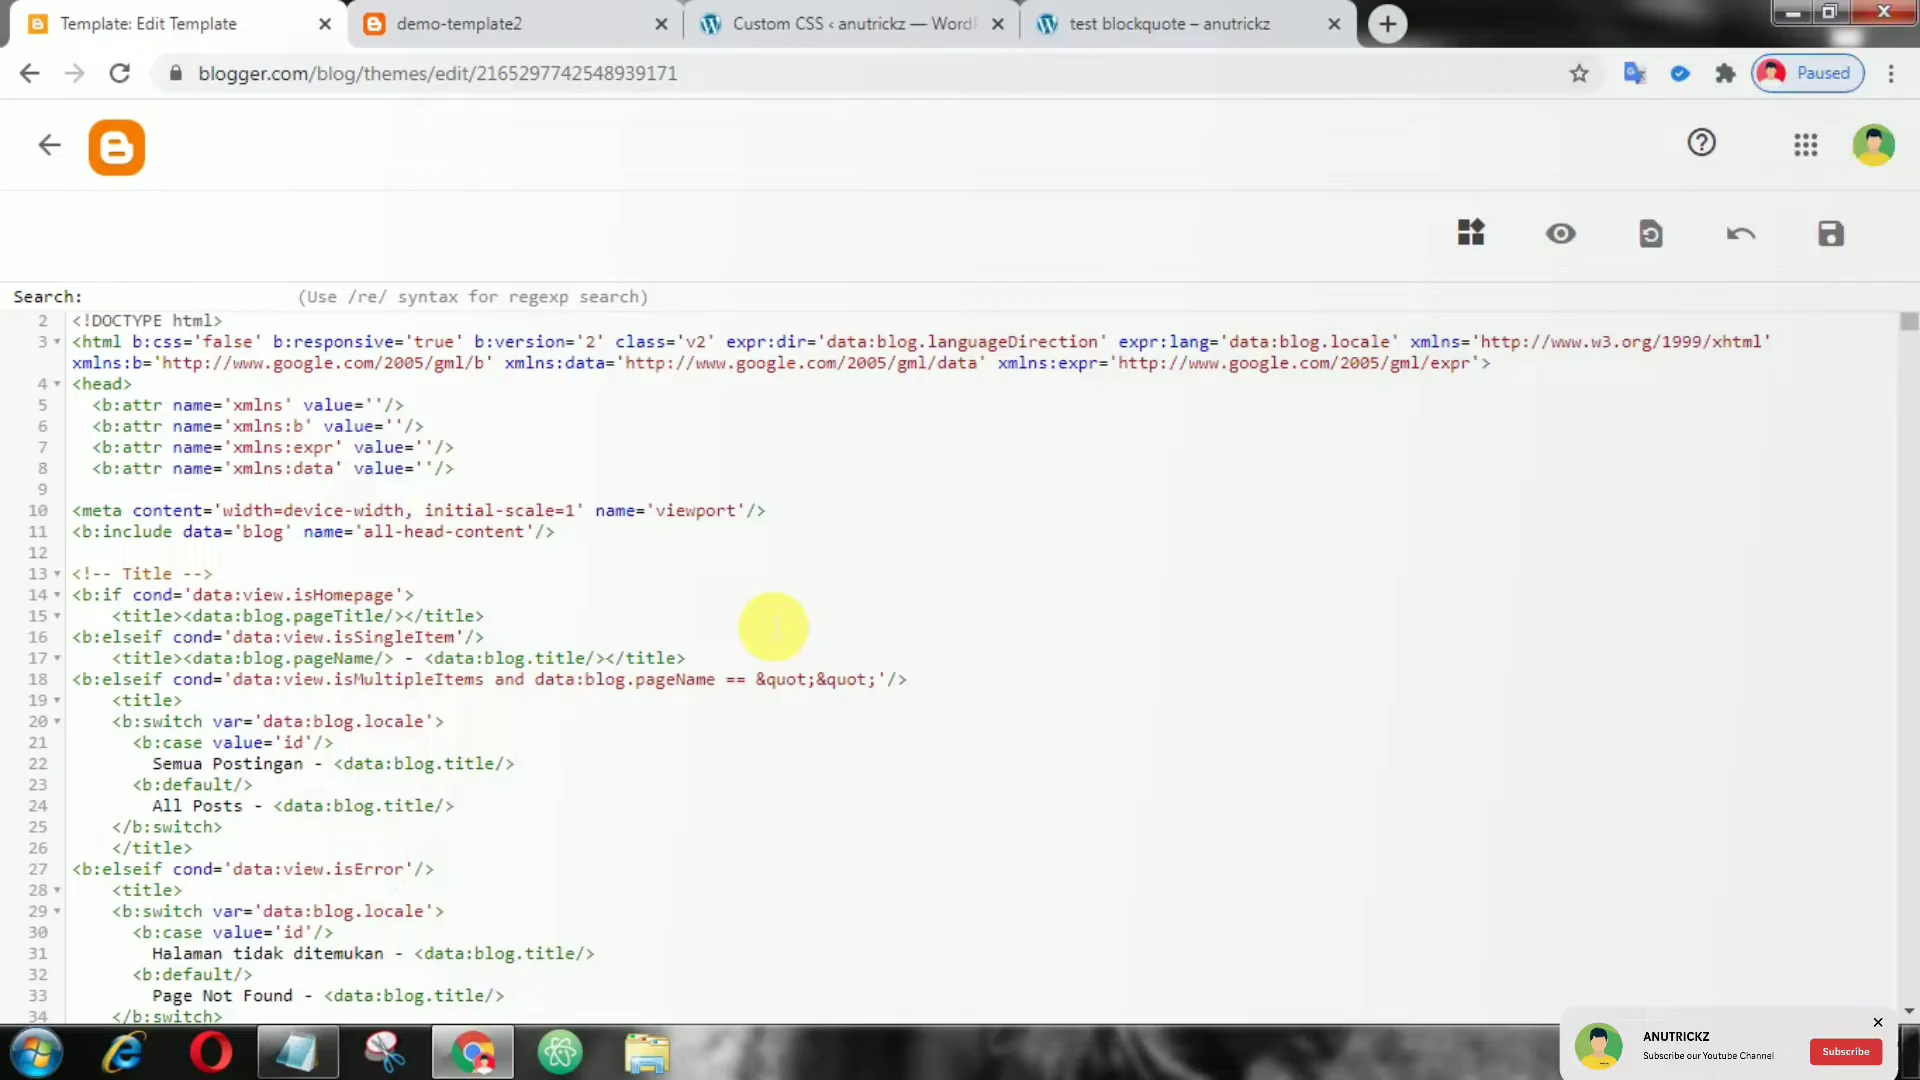 Template: Edit Template
demo-template2
Custom CSS ‹ anutrickz — Word
test blockquote – anutrickz
blogger.com/blog/themes/edit/2165297742548939171
Paused
Search:
(Use /re/ syntax for regexp search)
2 <!DOCTYPE html>
3 <html b:css='false' b:responsive='true' b:version='2' class='v2' expr:dir='data:blog.languageDirection' expr:lang='data:blog.locale' xmlns='http://www.w3.org/1999/xhtml'
xmlns:b='http://www.google.com/2005/gml/b' xmlns:data='http://www.google.com/2005/gml/data' xmlns:expr='http://www.google.com/2005/gml/expr'>
4 <head>
5 <b:attr name='xmlns' value=''/>
6 <b:attr name='xmlns:b' value=''/>
7 <b:attr name='xmlns:expr' value=''/>
8 <b:attr name='xmlns:data' value=''/>
9
10 <meta content='width=device-width, initial-scale=1' name='viewport'/>
11 <b:include data='blog' name='all-head-content'/>
12
13 <!-- Title -->
14 <b:if cond='data:view.isHomepage'>
15 <title><data:blog.pageTitle/></title>
16 <b:elseif cond='data:view.isSingleItem'/>
17 <title><data:blog.pageName/> - <data:blog.title/></title>
18 <b:elseif cond='data:view.isMultipleItems and data:blog.pageName == &quot;&quot;'/>
19 <title>
20 <b:switch var='data:blog.locale'>
21 <b:case value='id'/>
22 Semua Postingan - <data:blog.title/>
23 <b:default/>
24 All Posts - <data:blog.title/>
25 </b:switch>
26 </title>
27 <b:elseif cond='data:view.isError'/>
28 <title>
29 <b:switch var='data:blog.locale'>
30 <b:case value='id'/>
31 Halaman tidak ditemukan - <data:blog.title/>
32 <b:default/>
33 Page Not Found - <data:blog.title/>
34 </b:switch>
ANUTRICKZ
Subscribe our Youtube Channel
Subscribe